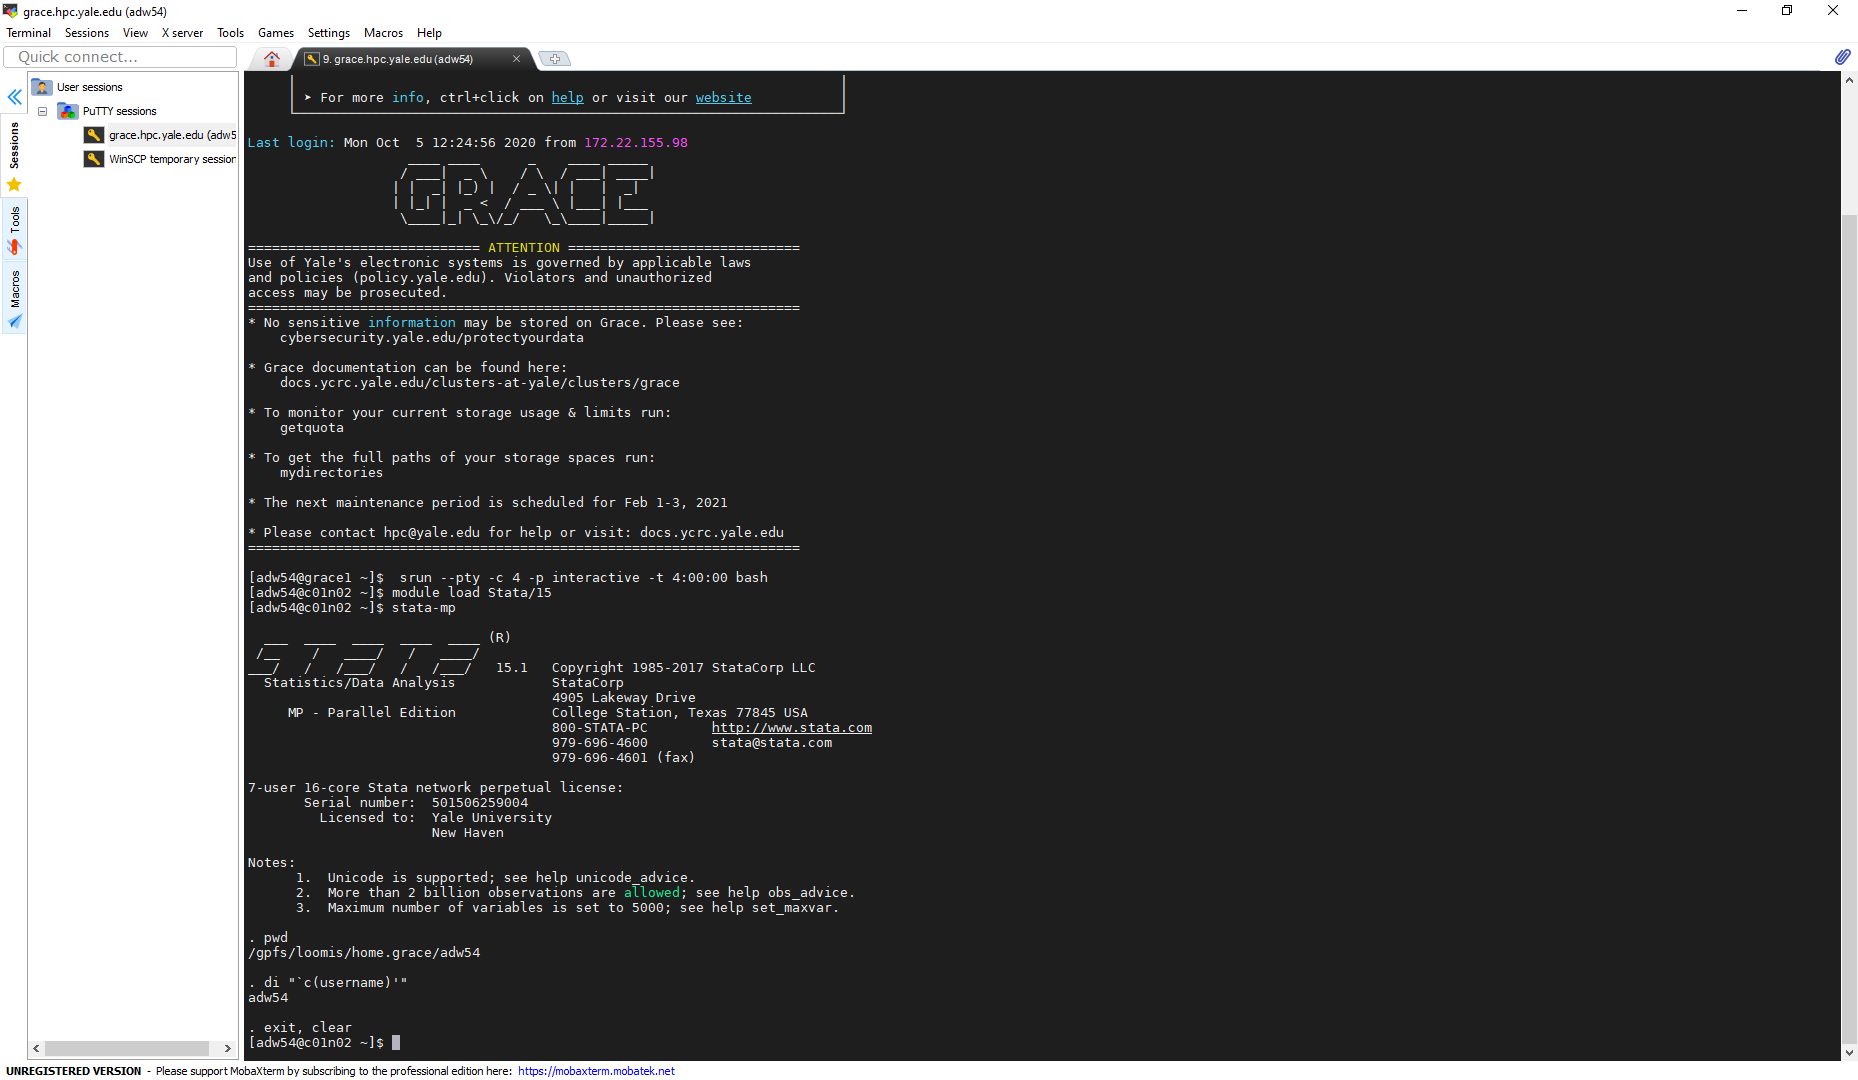 grace.hpc.yale.edu (adw54)
Terminal Sessions View X server Tools Games Settings Macros Help
Quick connect...
9. grace.hpc.yale.edu (adw54)
User sessions
PuTTY sessions
grace.hpc.yale.edu (adw5
WinSCP temporary session
Sessions
Tools
Macros
➤ For more info, ctrl+click on help or visit our website
Last login: Mon Oct  5 12:24:56 2020 from 172.22.155.98
GRACE
============================= ATTENTION =============================
Use of Yale's electronic systems is governed by applicable laws
and policies (policy.yale.edu). Violators and unauthorized
access may be prosecuted.
=====================================================================
* No sensitive information may be stored on Grace. Please see:
cybersecurity.yale.edu/protectyourdata
* Grace documentation can be found here:
docs.ycrc.yale.edu/clusters-at-yale/clusters/grace
* To monitor your current storage usage & limits run:
getquota
* To get the full paths of your storage spaces run:
mydirectories
* The next maintenance period is scheduled for Feb 1-3, 2021
* Please contact hpc@yale.edu for help or visit: docs.ycrc.yale.edu
=====================================================================
[adw54@grace1 ~]$  srun --pty -c 4 -p interactive -t 4:00:00 bash
[adw54@c01n02 ~]$ module load Stata/15
[adw54@c01n02 ~]$ stata-mp
STATA (R)
15.1 Copyright 1985-2017 StataCorp LLC
Statistics/Data Analysis StataCorp
4905 Lakeway Drive
MP - Parallel Edition College Station, Texas 77845 USA
800-STATA-PC http://www.stata.com
979-696-4600 stata@stata.com
979-696-4601 (fax)
7-user 16-core Stata network perpetual license:
Serial number: 501506259004
Licensed to: Yale University
New Haven
Notes:
1. Unicode is supported; see help unicode_advice.
2. More than 2 billion observations are allowed; see help obs_advice.
3. Maximum number of variables is set to 5000; see help set_maxvar.
. pwd
/gpfs/loomis/home.grace/adw54
. di "`c(username)'"
adw54
. exit, clear
[adw54@c01n02 ~]$
UNREGISTERED VERSION - Please support MobaXterm by subscribing to the professional edition here: https://mobaxterm.mobatek.net